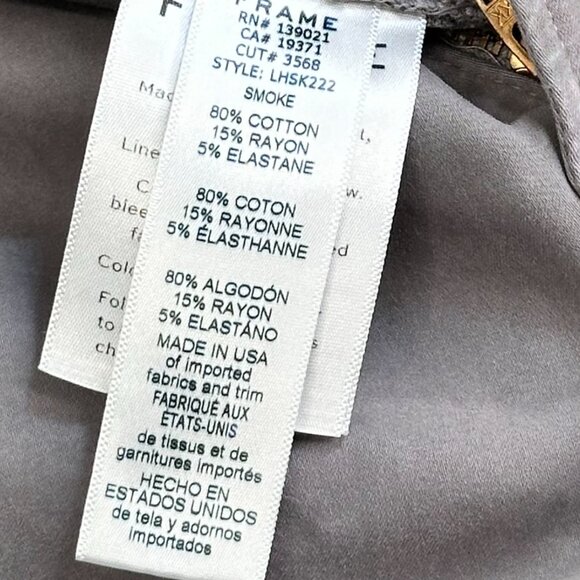 FRAME
RN# 139021
CA# 19371
CUT# 3568
STYLE: LHSK222
SMOKE
80% COTTON
15% RAYON
5% ELASTANE
80% COTON
15% RAYONNE
5% ÉLASTHANNE
80% ALGODÓN
15% RAYON
5% ELASTÁNO
MADE IN USA
of imported
fabrics and trim
FABRIQUÉ AUX
ÉTATS-UNIS
de tissus et de
garnitures importés
HECHO EN
ESTADOS UNIDOS
de tela y adornos
importados